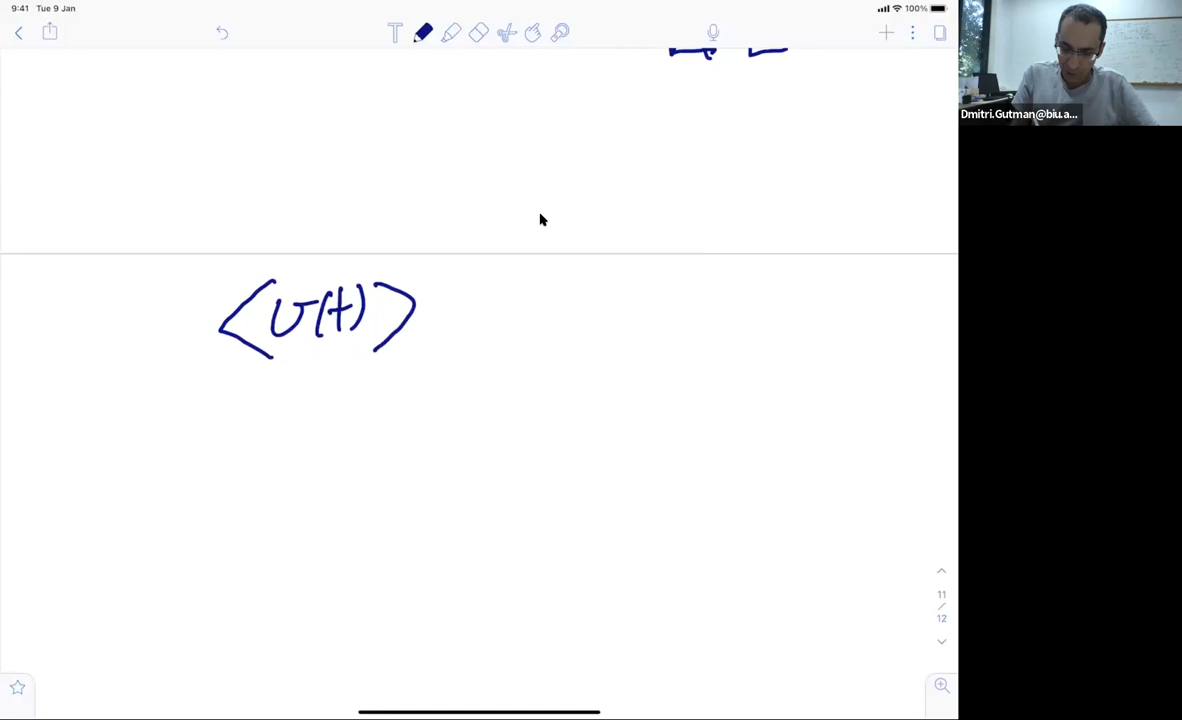 9:41 Tue 9 Jan
100%
T
Dmitri.Gutman@biu.a...
⟨v(t)⟩
11
/
12